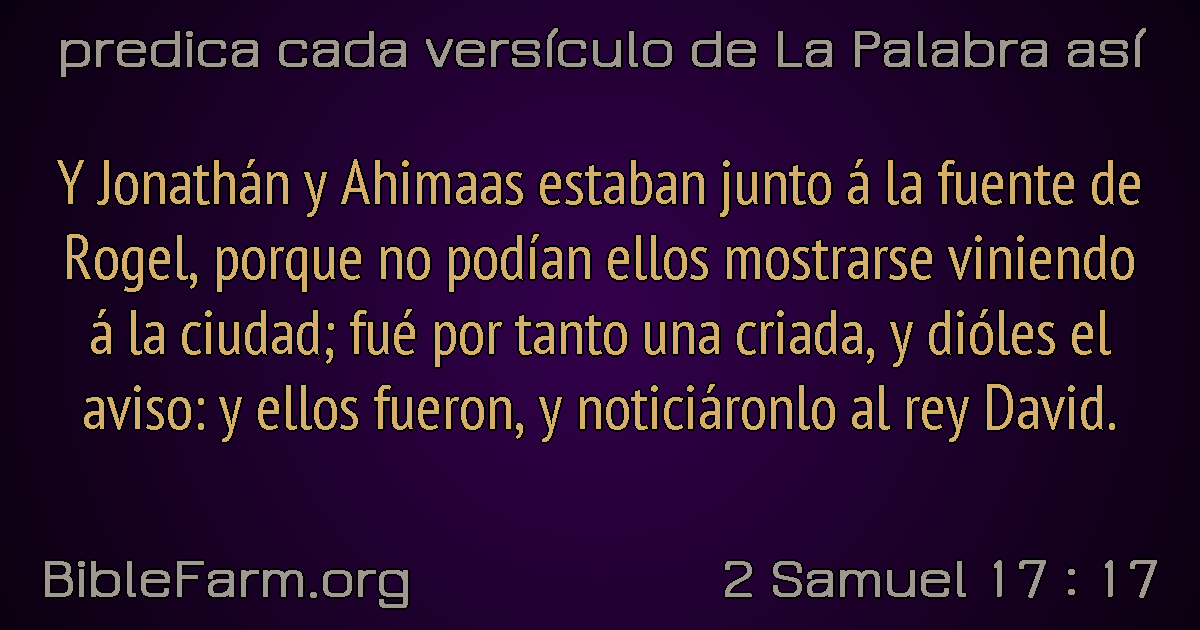 predica cada versículo de La Palabra así
Y Jonathán y Ahimaas estaban junto á la fuente de
Rogel, porque no podían ellos mostrarse viniendo
á la ciudad; fué por tanto una criada, y dióles el
aviso: y ellos fueron, y noticiáronlo al rey David.
BibleFarm.org
2 Samuel 17 : 17